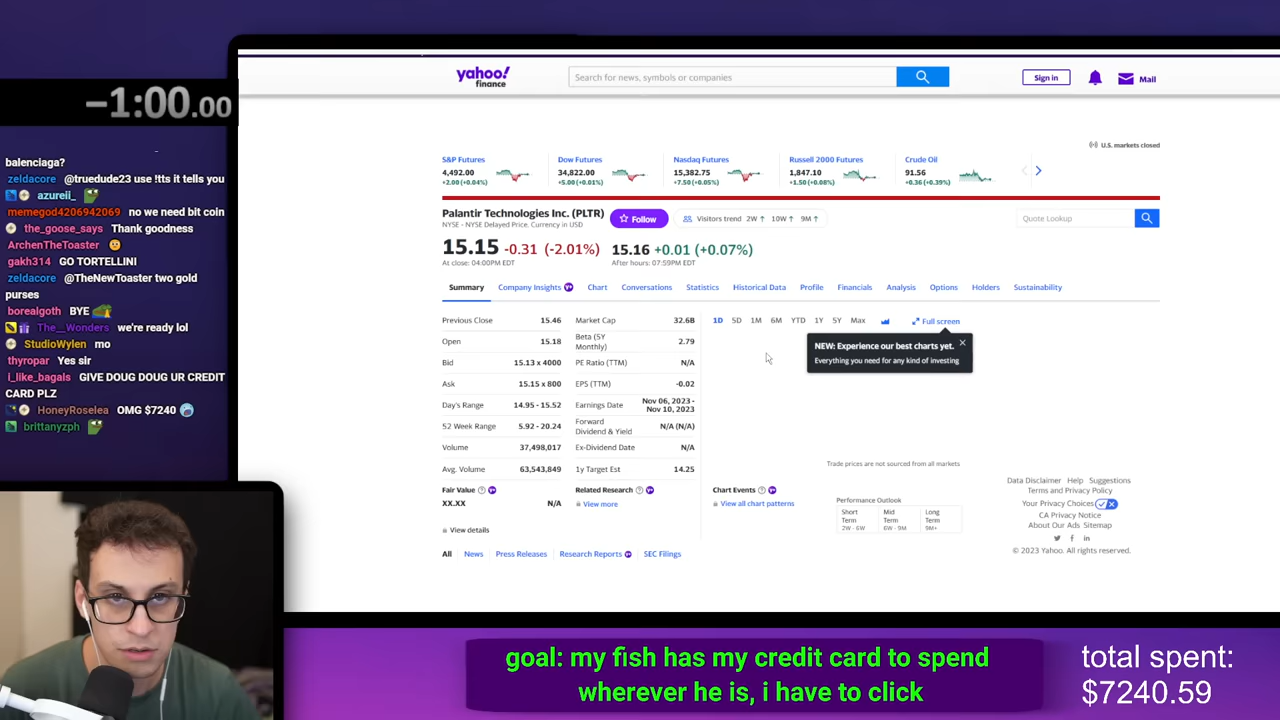 −1:00.00
balenciaga?
zeldacore @truedude23 use !fits it tells you
azureii_
memegod4206942069 no we need bit coin
the_goose_says Thank goodness
ArchenTheToaster
gakh314 GO TORTELLINI
zeldacore @TheNewToaster two gold
purses
borealgoth BYE
The__Wonders we're ready lol
StudioWylen mo
thyropar Yes sir
i_like_bagals GIVE DOUG DOUG UR CREDIT
CARD PLZ
HoneyRoselea OMG $7240
brittanyzph
yahoo!
finance
Search for news, symbols or companies
Sign in
Mail
U.S. markets closed
S&P Futures
4,492.00
+2.00 (+0.04%)
Dow Futures
34,822.00
+5.00 (+0.01%)
Nasdaq Futures
15,382.75
+7.50 (+0.05%)
Russell 2000 Futures
1,847.10
+1.50 (+0.08%)
Crude Oil
91.56
+0.36 (+0.39%)
Palantir Technologies Inc. (PLTR)
Follow
Visitors trend 2W ↑ 10W ↑ 9M ↑
Quote Lookup
NYSE - NYSE Delayed Price. Currency in USD
15.15 -0.31 (-2.01%)
At close: 04:00PM EDT
15.16 +0.01 (+0.07%)
After hours: 07:59PM EDT
Summary Company Insights Chart Conversations Statistics Historical Data Profile Financials Analysis Options Holders Sustainability
Previous Close 15.46
Open 15.18
Bid 15.13 x 4000
Ask 15.15 x 800
Day's Range 14.95 - 15.52
52 Week Range 5.92 - 20.24
Volume 37,498,017
Avg. Volume 63,543,849
Market Cap 32.6B
Beta (5Y
Monthly) 2.79
PE Ratio (TTM) N/A
EPS (TTM) -0.02
Earnings Date Nov 06, 2023 -
Nov 10, 2023
Forward
Dividend & Yield N/A (N/A)
Ex-Dividend Date N/A
1y Target Est 14.25
1D 5D 1M 6M YTD 1Y 5Y Max
Full screen
NEW: Experience our best charts yet.
Everything you need for any kind of investing
Trade prices are not sourced from all markets
Fair Value
XX.XX N/A
View details
Related Research
View more
Chart Events
View all chart patterns
Performance Outlook
Short
Term
2W - 6W
Mid
Term
6W - 9M
Long
Term
9M+
All News Press Releases Research Reports SEC Filings
Data Disclaimer Help Suggestions
Terms and Privacy Policy
Your Privacy Choices
CA Privacy Notice
About Our Ads Sitemap
© 2023 Yahoo. All rights reserved.
goal: my fish has my credit card to spend
wherever he is, i have to click
total spent:
$7240.59